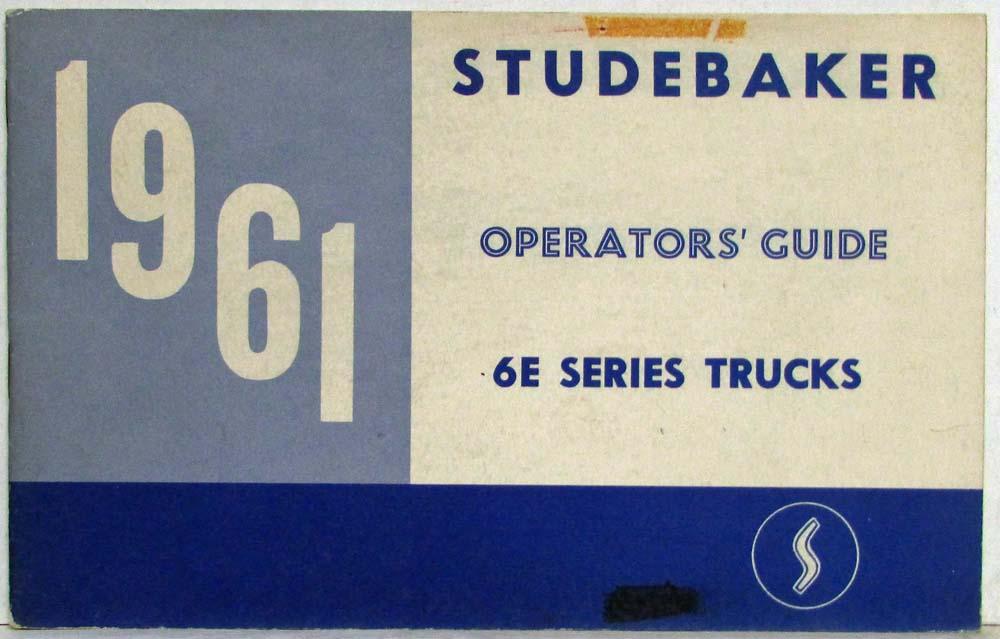 1961
STUDEBAKER
OPERATORS' GUIDE
6E SERIES TRUCKS
S